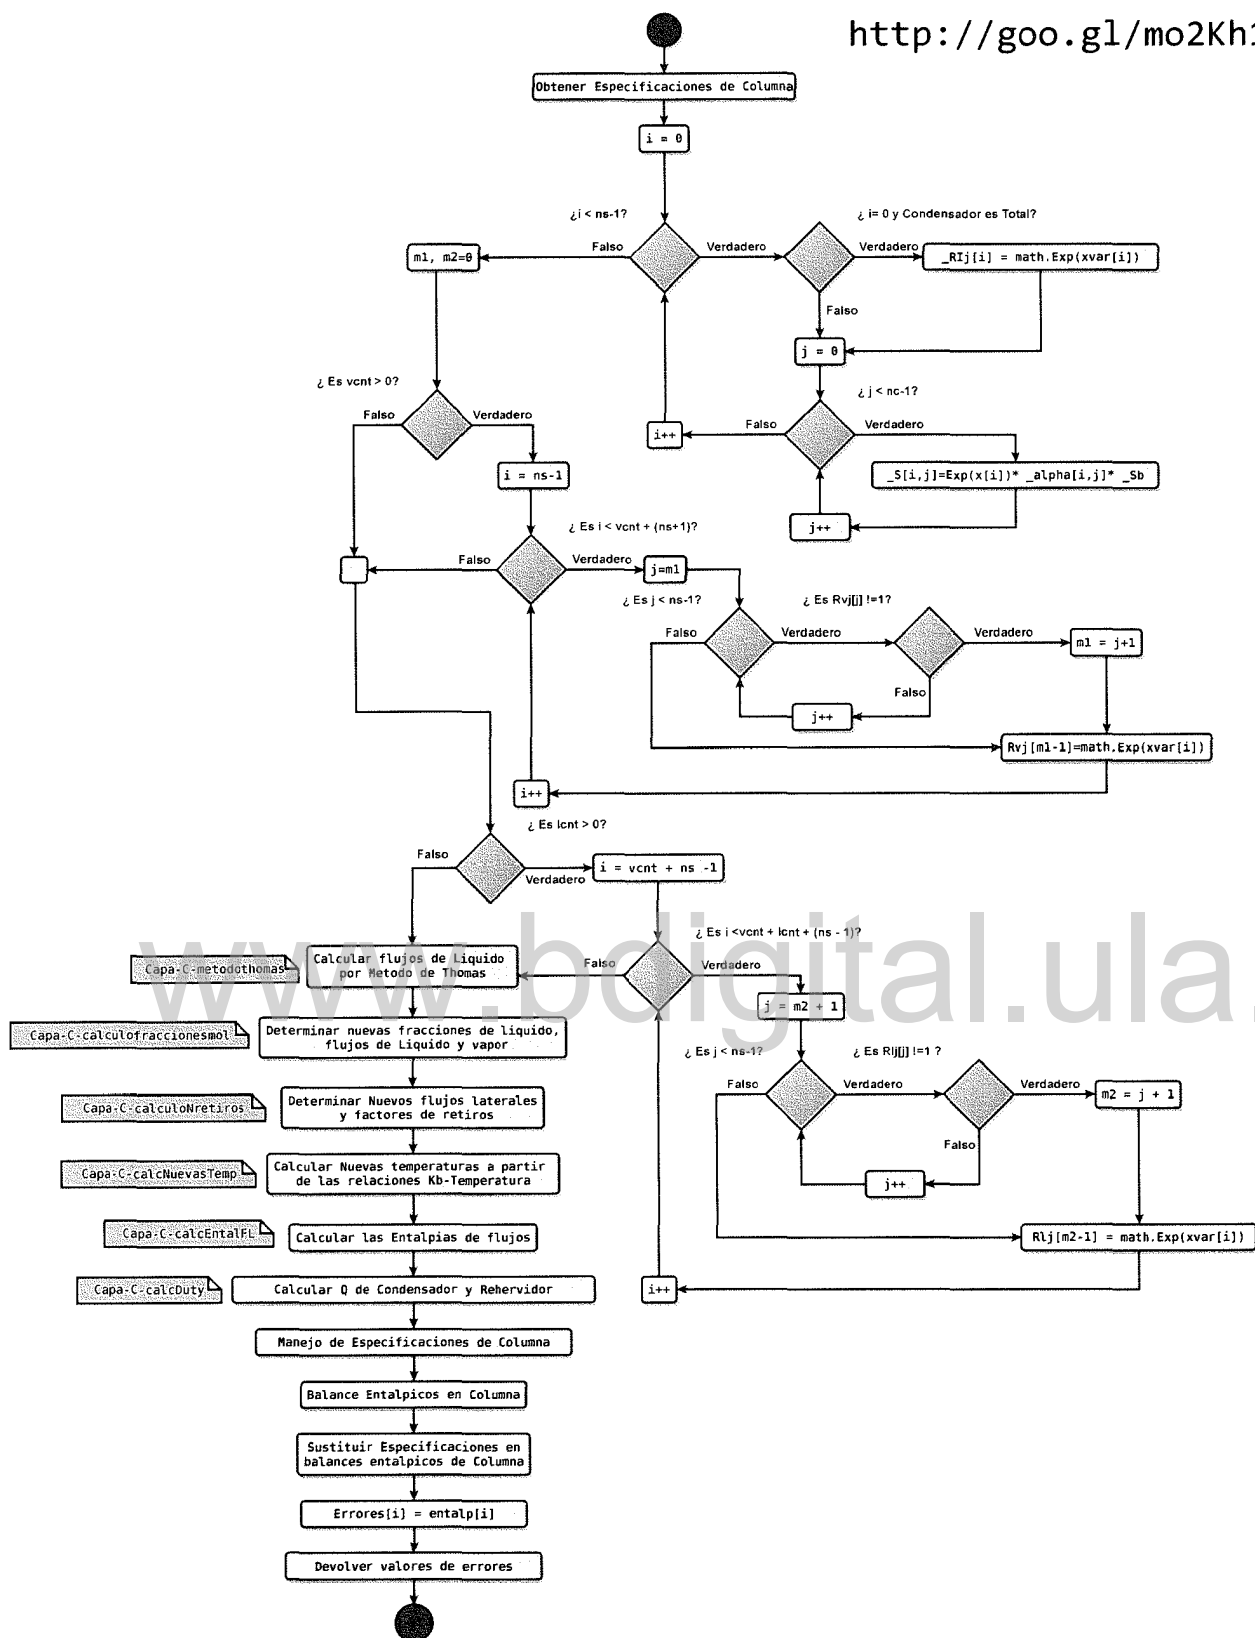 http://goo.gl/mo2Kh1
Obtener Especificaciones de Columna
i = 0
¿i < ns-1?
¿ i= 0 y Condensador es Total?
Falso
Verdadero
Verdadero
m1, m2=0
_RIj[i] = math.Exp(xvar[i])
Falso
j = 0
¿ Es vcnt > 0?
¿ j < nc-1?
Falso
Verdadero
i++
Falso
Verdadero
i = ns-1
_S[i,j]=Exp(x[i])* _alpha[i,j]* _Sb
¿ Es i < vcnt + (ns+1)?
j++
Falso
Verdadero
j=m1
¿ Es j < ns-1?
¿ Es Rvj[j] !=1?
Falso
Verdadero
Verdadero
m1 = j+1
Falso
j++
Rvj[m1-1]=math.Exp(xvar[i])
i++
¿ Es lcnt > 0?
Falso
Verdadero
i = vcnt + ns -1
¿ Es i <vcnt + lcnt + (ns - 1)?
www.bdigital.ula.
Capa-C-metodothomas
Calcular flujos de Liquido
por Metodo de Thomas
Falso
Verdadero
j = m2 + 1
Capa-C-calculofraccionesmol
Determinar nuevas fracciones de liquido,
flujos de Liquido y vapor
¿ Es j < ns-1?
¿ Es Rlj[j] !=1 ?
Falso
Verdadero
Verdadero
m2 = j + 1
Capa-C-calculoNretiros
Determinar Nuevos flujos laterales
y factores de retiros
Falso
j++
Capa-C-calcNuevasTemp
Calcular Nuevas temperaturas a partir
de las relaciones Kb-Temperatura
Capa-C-calcEntalFL
Calcular las Entalpias de flujos
Rlj[m2-1] = math.Exp(xvar[i])
Capa-C-calcDuty
Calcular Q de Condensador y Rehervidor
i++
Manejo de Especificaciones de Columna
Balance Entalpicos en Columna
Sustituir Especificaciones en
balances entalpicos de Columna
Errores[i] = entalp[i]
Devolver valores de errores